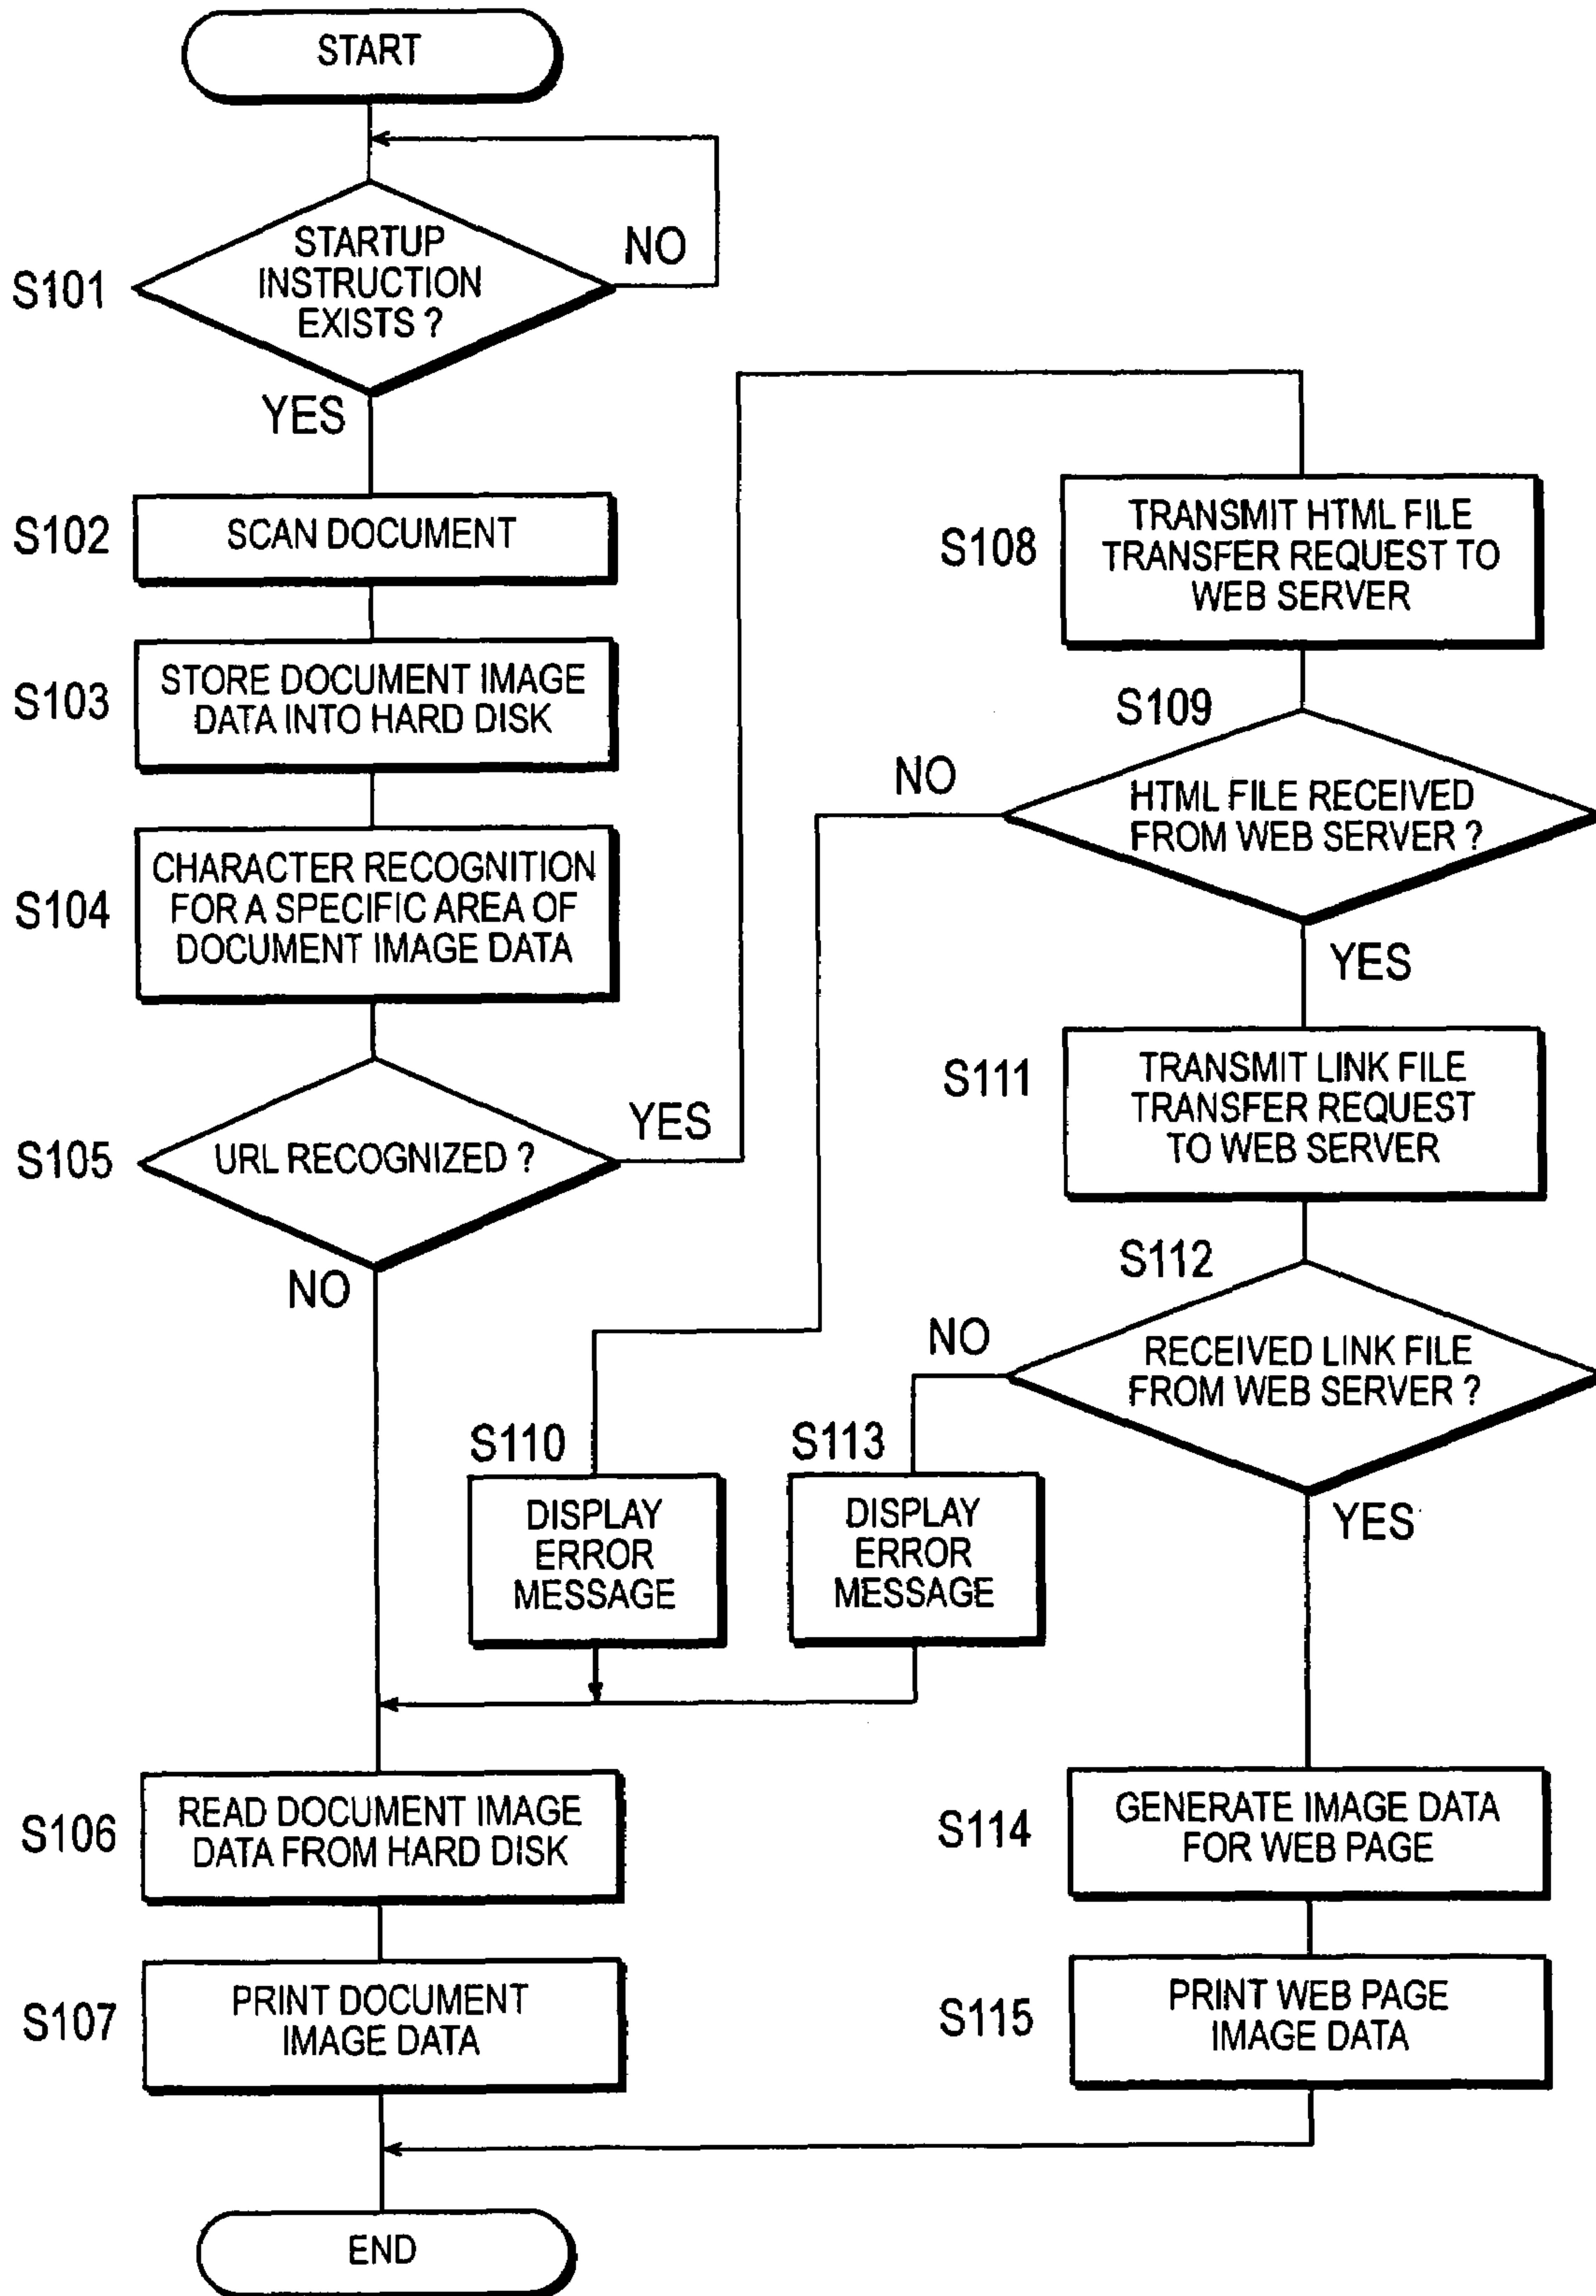 START
STARTUP
INSTRUCTION
EXISTS ?
NO
S101
YES
S102
SCAN DOCUMENT
S103
STORE DOCUMENT IMAGE
DATA INTO HARD DISK
S104
CHARACTER RECOGNITION
FOR A SPECIFIC AREA OF
DOCUMENT IMAGE DATA
S105
URL RECOGNIZED ?
YES
NO
S106
READ DOCUMENT IMAGE
DATA FROM HARD DISK
S107
PRINT DOCUMENT
IMAGE DATA
END
S108
TRANSMIT HTML FILE
TRANSFER REQUEST TO
WEB SERVER
S109
NO
HTML FILE RECEIVED
FROM WEB SERVER ?
YES
S110
DISPLAY
ERROR
MESSAGE
S111
TRANSMIT LINK FILE
TRANSFER REQUEST
TO WEB SERVER
S112
NO
RECEIVED LINK FILE
FROM WEB SERVER ?
YES
S113
DISPLAY
ERROR
MESSAGE
S114
GENERATE IMAGE DATA
FOR WEB PAGE
S115
PRINT WEB PAGE
IMAGE DATA